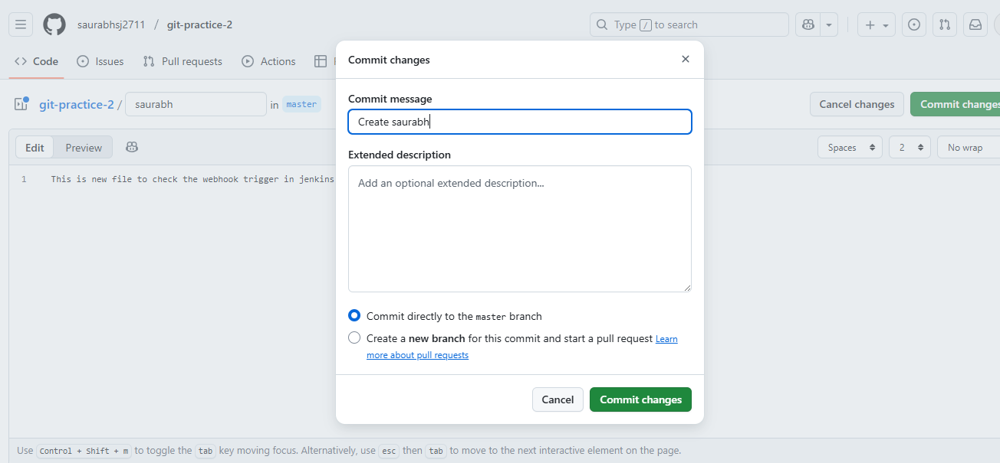 saurabhsj2711 / git-practice-2
Type / to search
Code Issues Pull requests Actions
git-practice-2 / saurabh in master
Cancel changes Commit changes
Edit Preview
Spaces 2 No wrap
1 This is new file to check the webhook trigger in jenkins
Commit changes
Commit message
Create saurabh
Extended description
Add an optional extended description...
Commit directly to the master branch
Create a new branch for this commit and start a pull request Learn
more about pull requests
Cancel Commit changes
Use Control + Shift + m to toggle the tab key moving focus. Alternatively, use esc then tab to move to the next interactive element on the page.